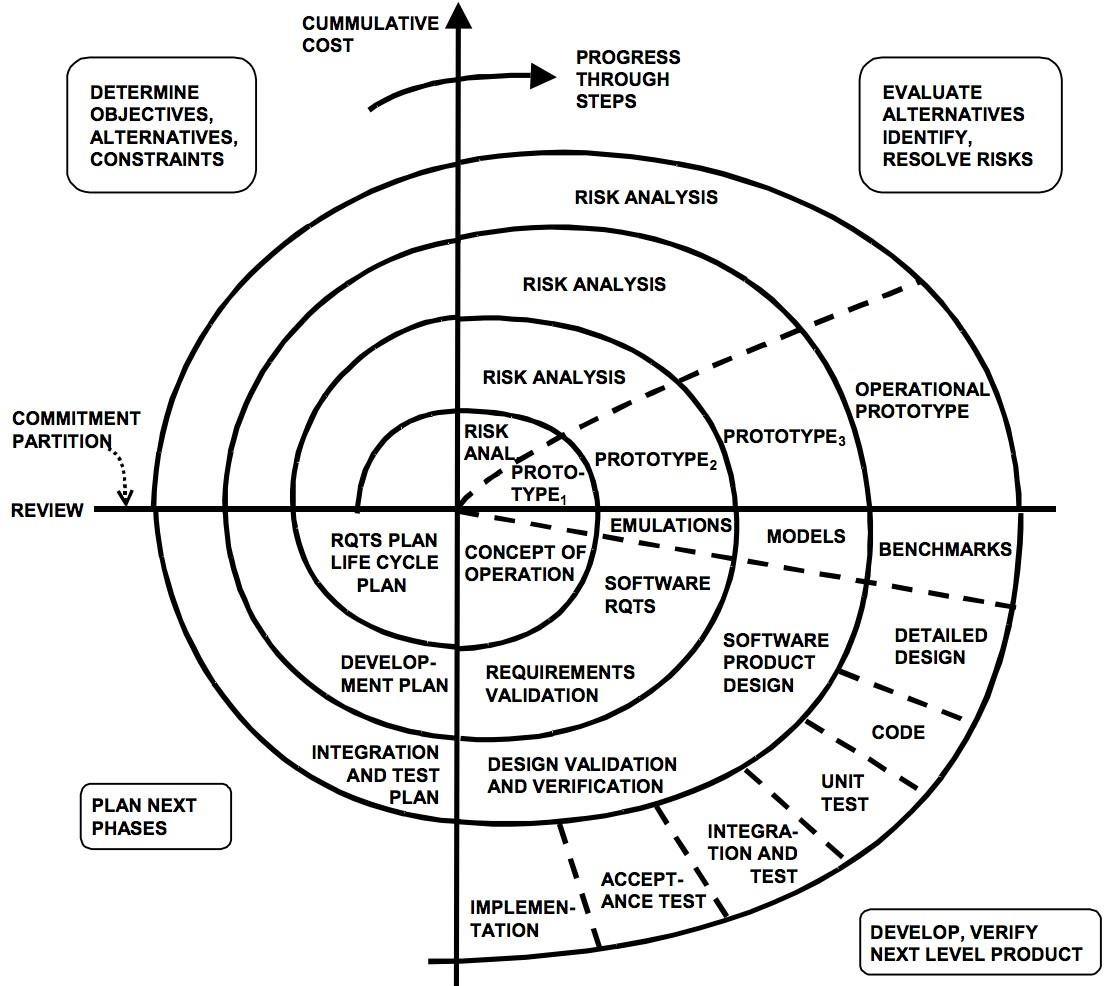 CUMMULATIVE
COST
PROGRESS
THROUGH
STEPS
DETERMINE
OBJECTIVES,
ALTERNATIVES,
CONSTRAINTS
EVALUATE
ALTERNATIVES
IDENTIFY,
RESOLVE RISKS
RISK ANALYSIS
RISK ANALYSIS
RISK ANALYSIS
RISK
ANAL.
PROTO-
TYPE1
PROTOTYPE2
PROTOTYPE3
OPERATIONAL
PROTOTYPE
COMMITMENT
PARTITION
REVIEW
RQTS PLAN
LIFE CYCLE
PLAN
CONCEPT OF
OPERATION
EMULATIONS
MODELS
BENCHMARKS
SOFTWARE
RQTS
SOFTWARE
PRODUCT
DESIGN
DETAILED
DESIGN
DEVELOP-
MENT PLAN
REQUIREMENTS
VALIDATION
CODE
INTEGRATION
AND TEST
PLAN
DESIGN VALIDATION
AND VERIFICATION
UNIT
TEST
PLAN NEXT
PHASES
INTEGRA-
TION AND
TEST
ACCEPT-
ANCE TEST
IMPLEMEN-
TATION
DEVELOP, VERIFY
NEXT LEVEL PRODUCT